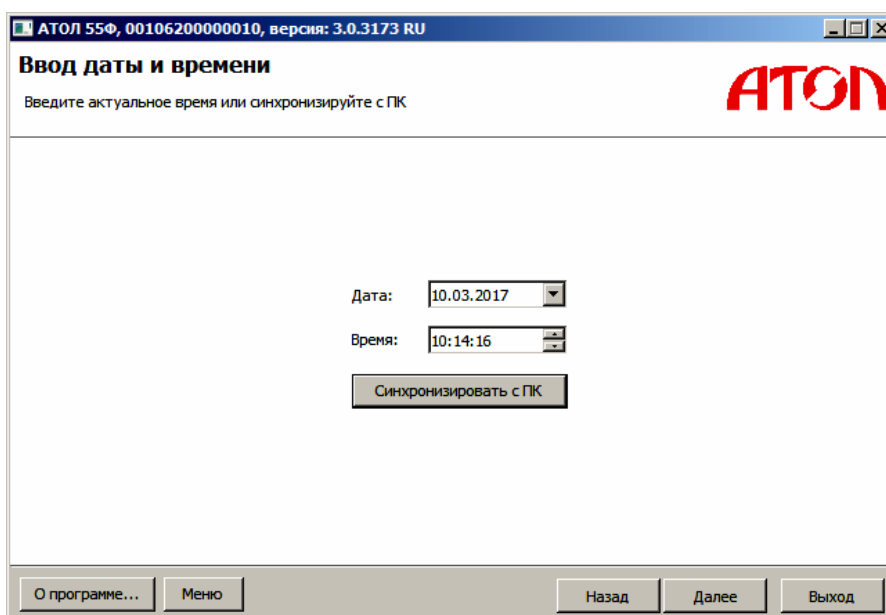 АТОЛ 55Ф, 00106200000010, версия: 3.0.3173 RU
Ввод даты и времени
Введите актуальное время или синхронизируйте с ПК
АТОЛ
Дата: 10.03.2017
Время: 10:14:16
Синхронизировать с ПК
О программе... Меню Назад Далее Выход